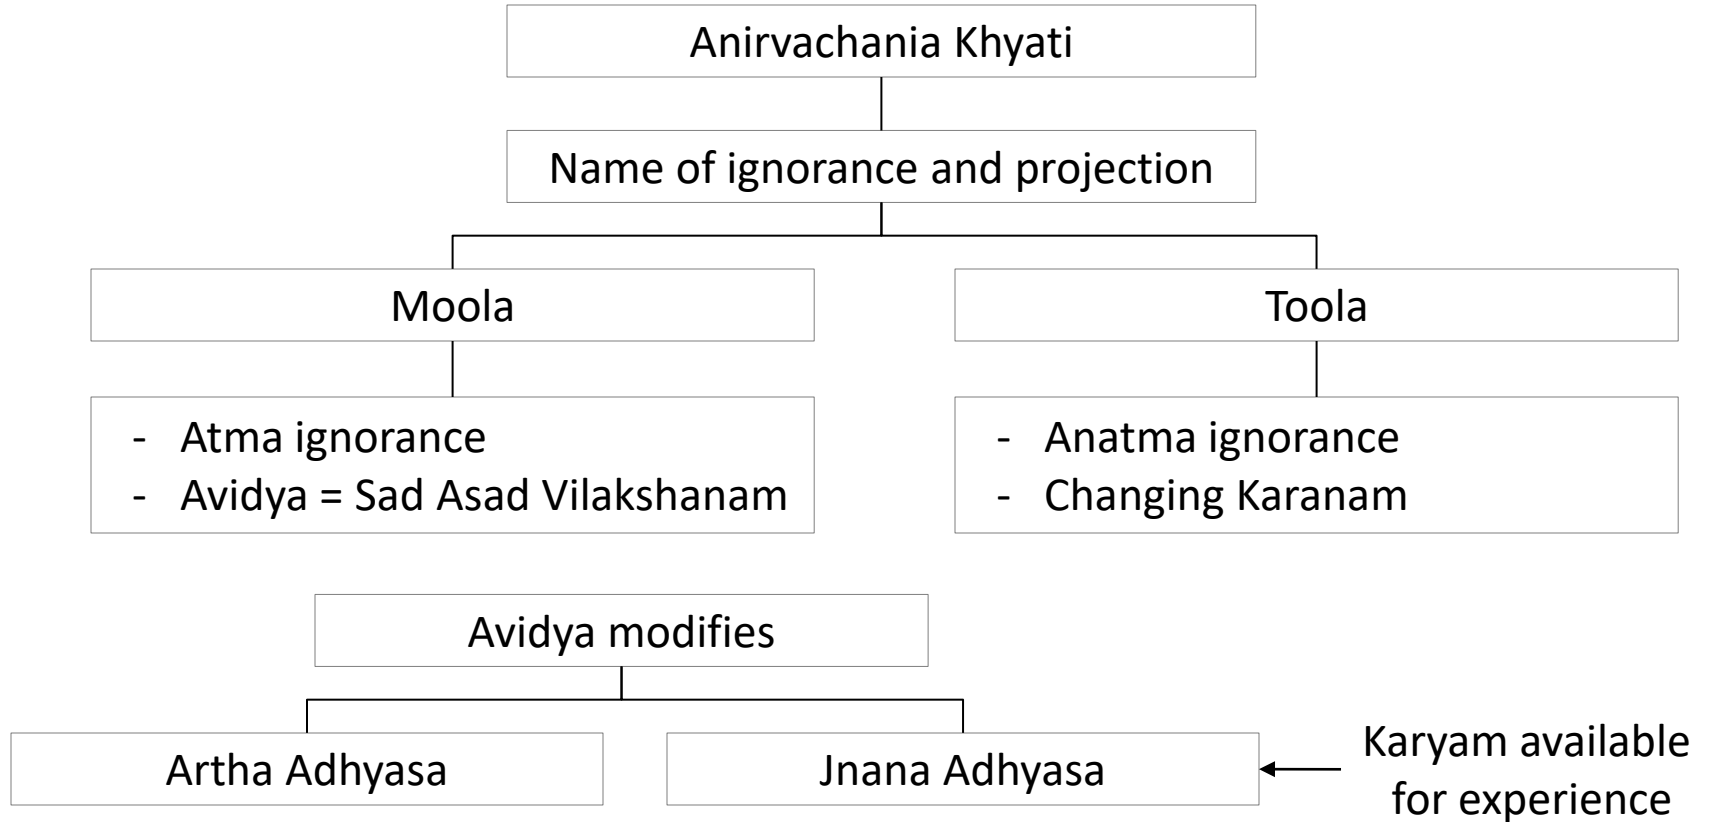 Anirvachania Khyati
Name of ignorance and projection
Moola
Toola
- Atma ignorance
- Avidya = Sad Asad Vilakshanam
- Anatma ignorance
- Changing Karanam
Avidya modifies
Artha Adhyasa
Jnana Adhyasa
Karyam available
for experience